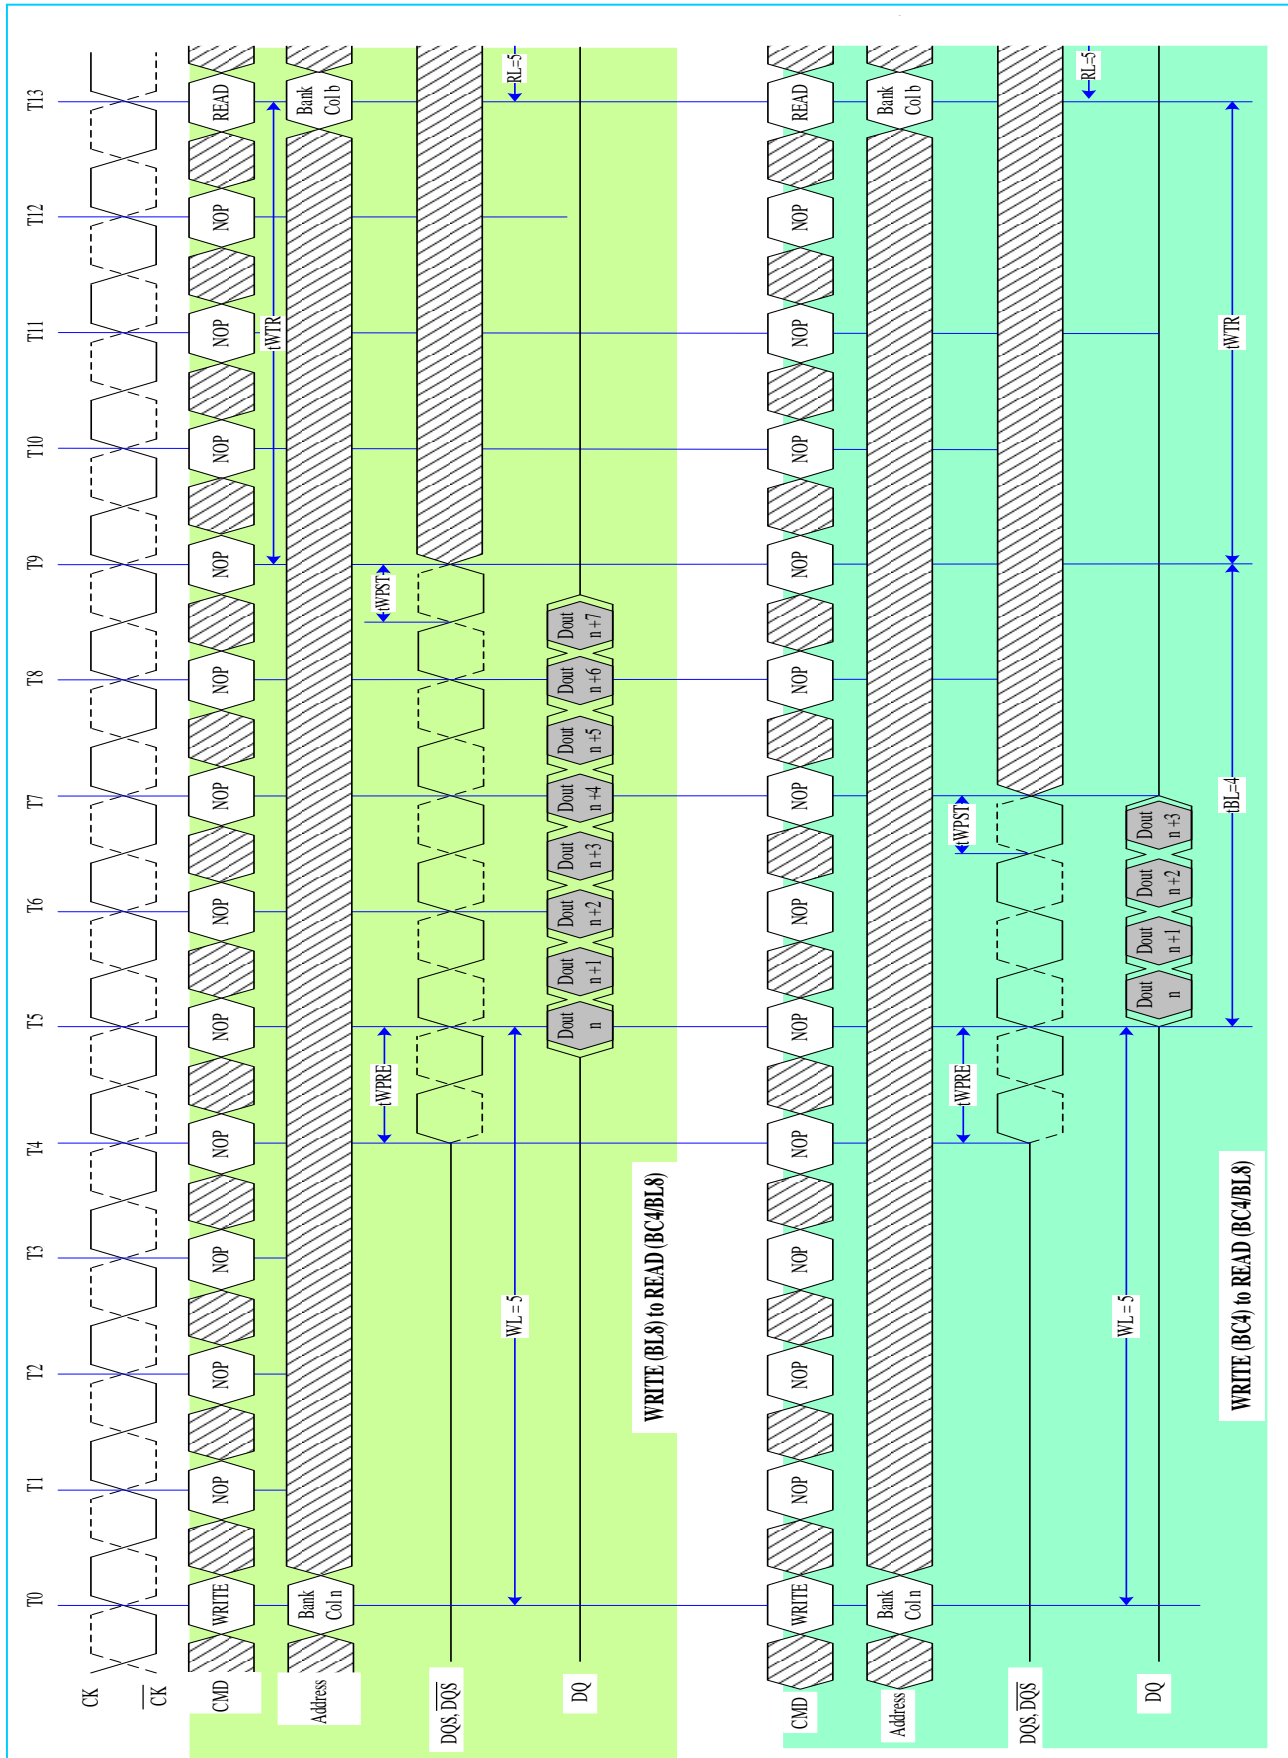 T0 T1 T2 T3 T4 T5 T6 T7 T8 T9 T10 T11 T12 T13
CK
CK
CMD WRITE NOP NOP NOP NOP NOP NOP NOP NOP NOP NOP NOP NOP READ
tWTR
Address
Bank
Col n
Bank
Col b
tWPRE tWPST
DQS, DQS
WL = 5 RL=5
DQ
Dout
n
Dout
n+1
Dout
n+2
Dout
n+3
Dout
n+4
Dout
n+5
Dout
n+6
Dout
n+7
WRITE (BL8) to READ (BC4/BL8)
CMD WRITE NOP NOP NOP NOP NOP NOP NOP NOP NOP NOP NOP NOP READ
Address
Bank
Col n
Bank
Col b
tWPRE tWPST
DQS, DQS
RL=5
WL = 5
DQ
Dout
n
Dout
n+1
Dout
n+2
Dout
n+3
tBL=4 tWTR
WRITE (BC4) to READ (BC4/BL8)